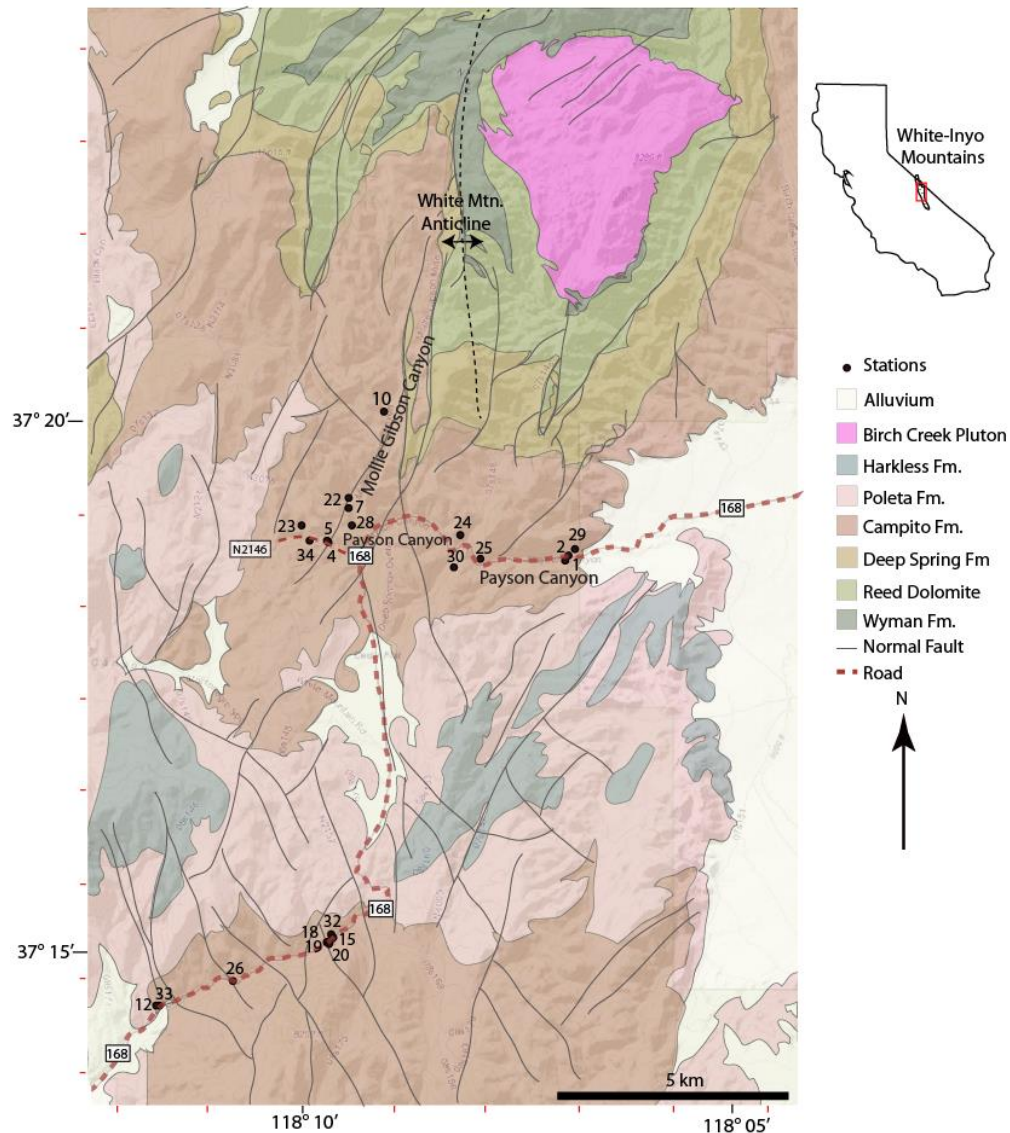 White-Inyo
Mountains
White Mtn.
Anticline
Mollie Gibson Canyon
37° 20'
10
22
7
23
5
28
24
29
34
4
Payson Canyon
2
N2146
168
30
25
1
Payson Canyon
168
Stations
Alluvium
Birch Creek Pluton
Harkless Fm.
Poleta Fm.
Campito Fm.
Deep Spring Fm
Reed Dolomite
Wyman Fm.
Normal Fault
Road
N
168
37° 15'
18
32
19
15
20
26
12
33
168
5 km
118° 10'
118° 05'